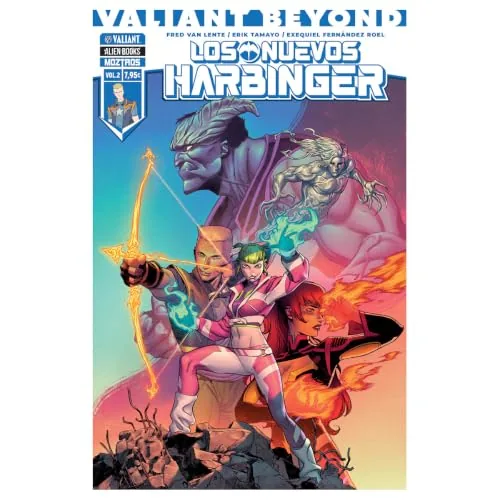 VALIANT BEYOND
FRED VAN LENTE / ERIK TAMAYO / EXEQUIEL FERNÁNDEZ ROEL
VALIANT.
ALIEN BOOKS
MOZTROS
VOL.2 7,95€
LOS NUEVOS
HARBINGER